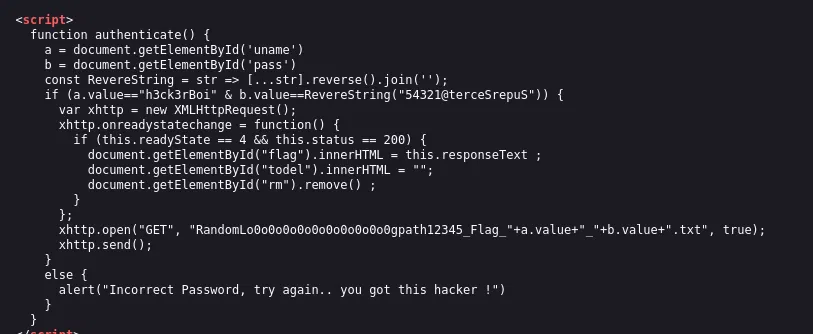 <script>
function authenticate() {
a = document.getElementById('uname')
b = document.getElementById('pass')
const RevereString = str => [...str].reverse().join('');
if (a.value=="h3ck3rBoi" & b.value==RevereString("54321@terceSrepuS")) {
var xhttp = new XMLHttpRequest();
xhttp.onreadystatechange = function() {
if (this.readyState == 4 && this.status == 200) {
document.getElementById("flag").innerHTML = this.responseText ;
document.getElementById("todel").innerHTML = "";
document.getElementById("rm").remove() ;
}
};
xhttp.open("GET", "RandomLo0o0o0o0o0o0o0o0o0o0gpath12345_Flag_"+a.value+"_"+b.value+".txt", true);
xhttp.send();
}
else {
alert("Incorrect Password, try again.. you got this hacker !")
}
}
</script>